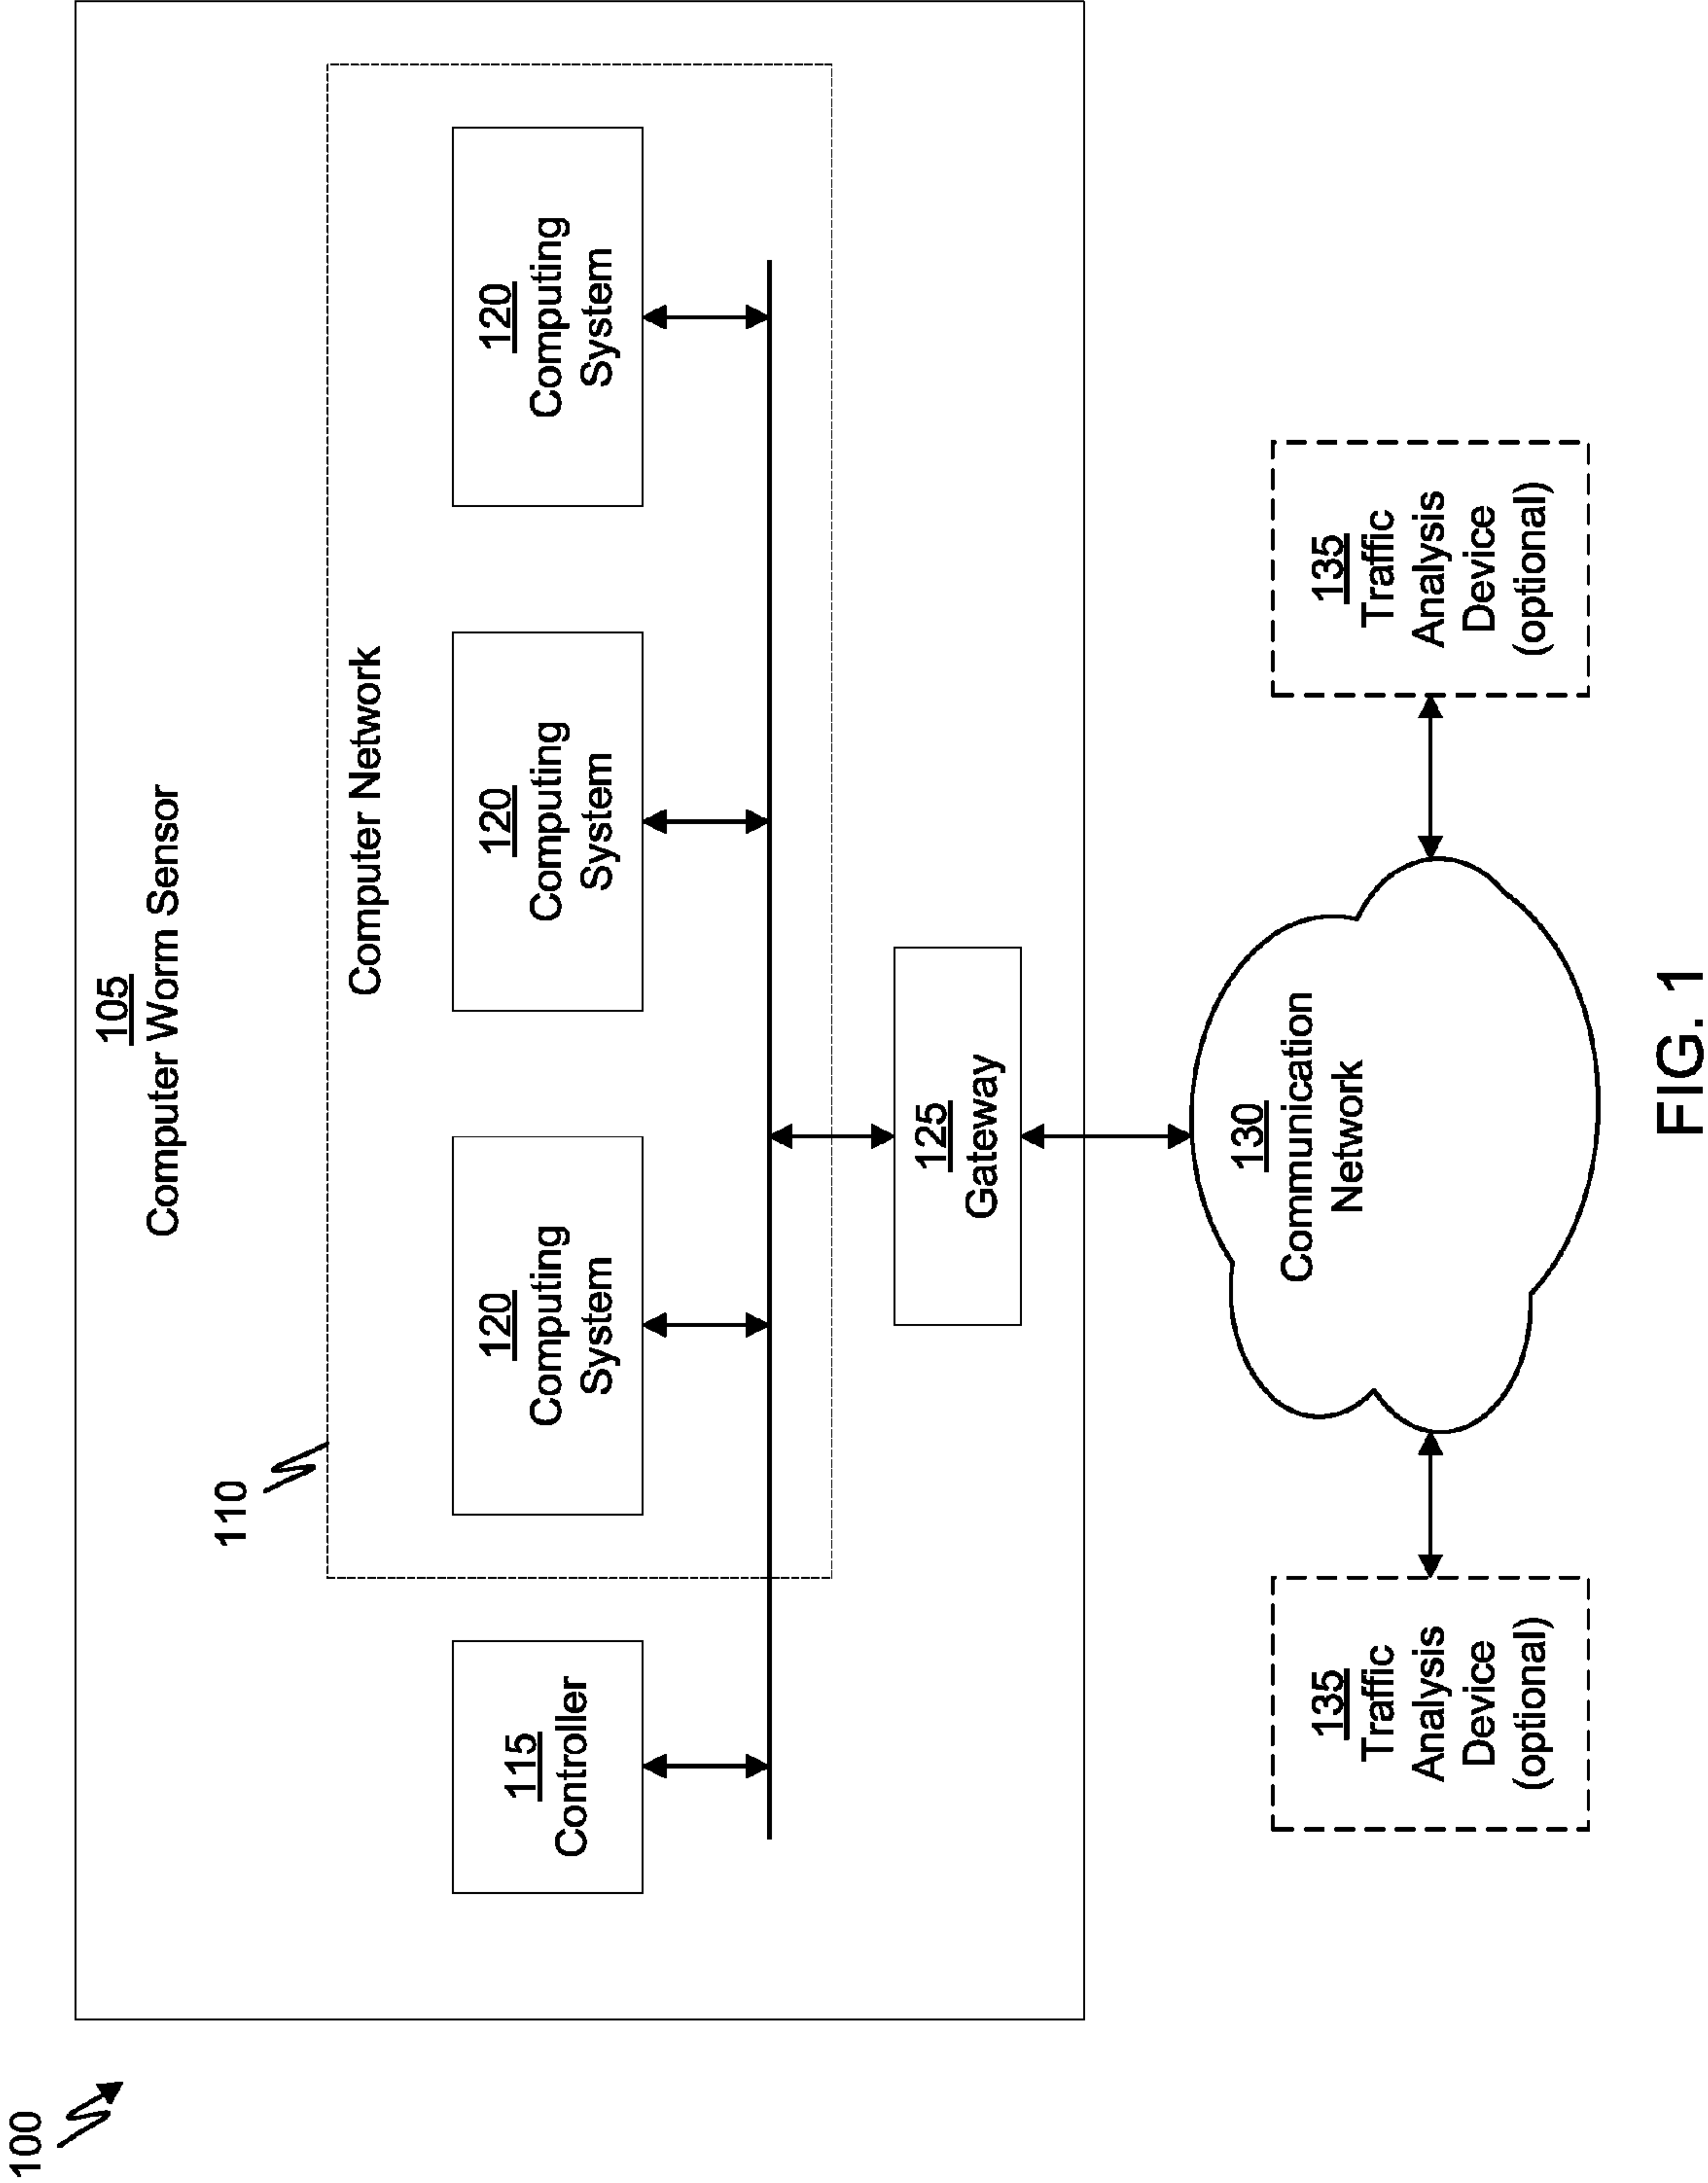 100
105
Computer Worm Sensor
110
Computer Network
115
Controller
120
Computing
System
120
Computing
System
120
Computing
System
125
Gateway
135
Traffic
Analysis
Device
(optional)
130
Communication
Network
135
Traffic
Analysis
Device
(optional)
FIG. 1